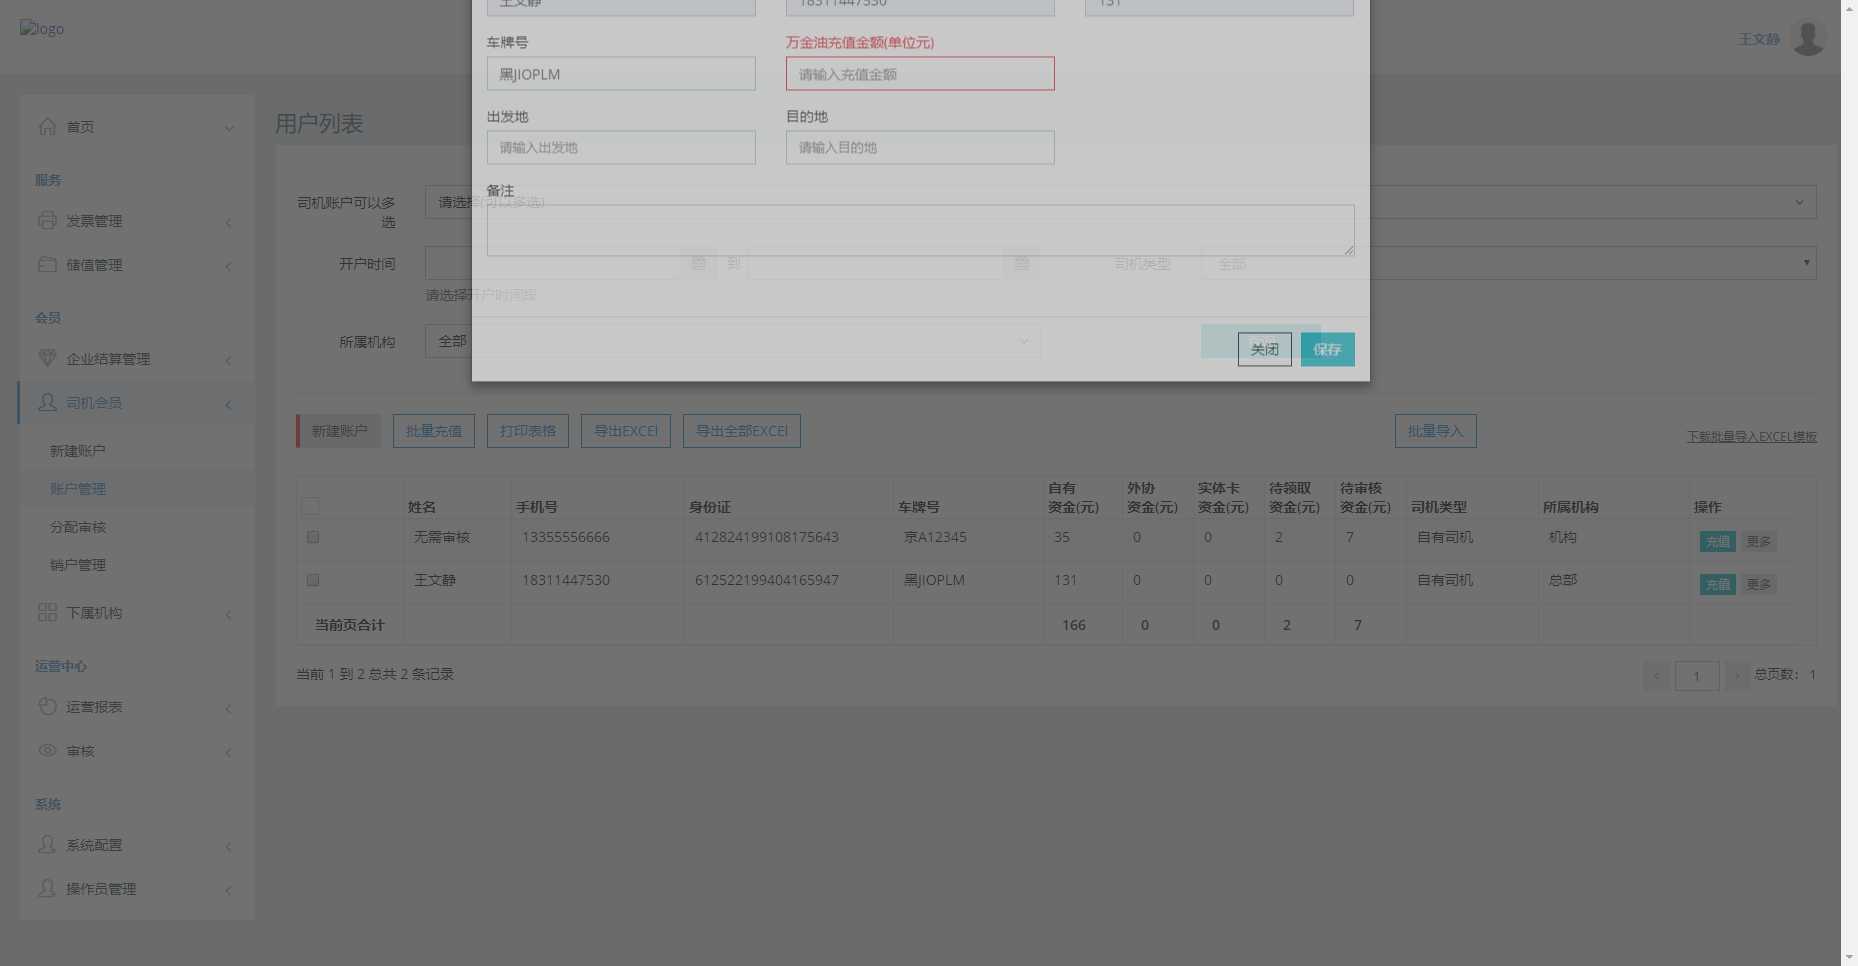 logo
王文静
王文静 18311447530 131
车牌号 万金油充值金额(单位元)
黑JIOPLM 请输入充值金额
出发地 目的地
请输入出发地 请输入目的地
备注
关闭 保存
首页
服务
发票管理
储值管理
会员
企业结算管理
司机会员
新建账户
账户管理
分配审核
销户管理
下属机构
运营中心
运营报表
审核
系统
系统配置
操作员管理
用户列表
司机账户可以多选 请选择(可以多选)
开户时间 到 司机类型 全部
请选择开户时间段
所属机构 全部
新建账户 批量充值 打印表格 导出EXCEl 导出全部EXCEl 批量导入 下载批量导入EXCEL模板
姓名 手机号 身份证 车牌号 自有资金(元) 外协资金(元) 实体卡资金(元) 待领取资金(元) 待审核资金(元) 司机类型 所属机构 操作
无需审核 13355556666 412824199108175643 京A12345 35 0 0 2 7 自有司机 机构 充值 更多
王文静 18311447530 612522199404165947 黑JIOPLM 131 0 0 0 0 自有司机 总部 充值 更多
当前页合计 166 0 0 2 7
当前 1 到 2 总共 2 条记录 1 总页数： 1